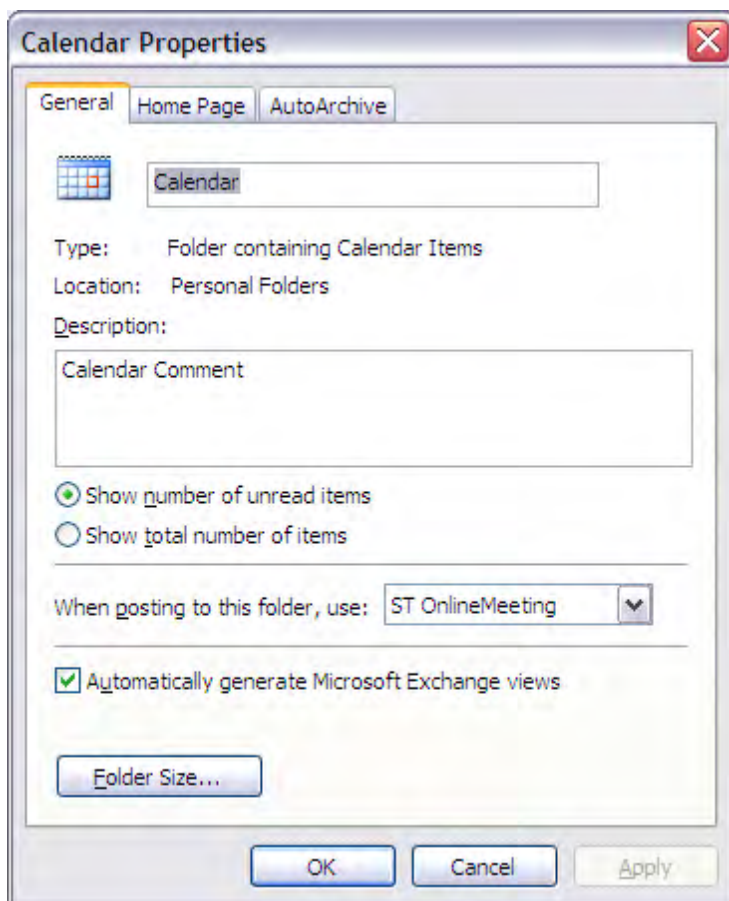 Calendar Properties
General Home Page AutoArchive
Calendar
Type: Folder containing Calendar Items
Location: Personal Folders
Description:
Calendar Comment
Show number of unread items
Show total number of items
When posting to this folder, use: ST OnlineMeeting
Automatically generate Microsoft Exchange views
Folder Size...
OK Cancel Apply